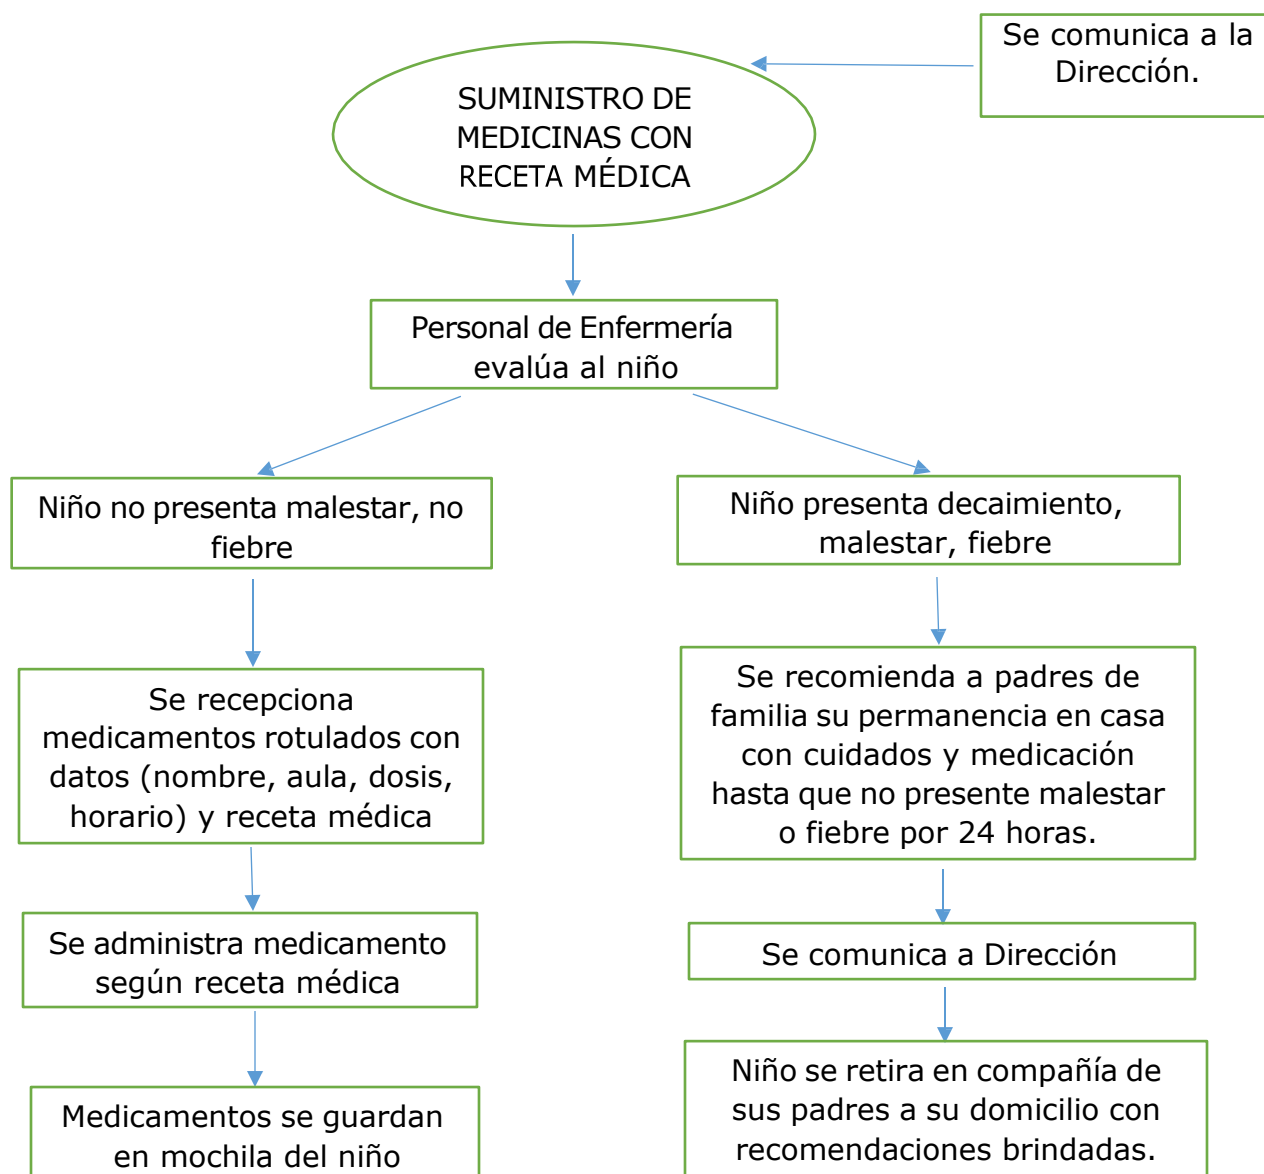 Se comunica a la
Dirección.
SUMINISTRO DE
MEDICINAS CON
RECETA MÉDICA
Personal de Enfermería
evalúa al niño
Niño no presenta malestar, no
fiebre
Niño presenta decaimiento,
malestar, fiebre
Se recepciona
medicamentos rotulados con
datos (nombre, aula, dosis,
horario) y receta médica
Se recomienda a padres de
familia su permanencia en casa
con cuidados y medicación
hasta que no presente malestar
o fiebre por 24 horas.
Se administra medicamento
según receta médica
Se comunica a Dirección
Medicamentos se guardan
en mochila del niño
Niño se retira en compañía de
sus padres a su domicilio con
recomendaciones brindadas.